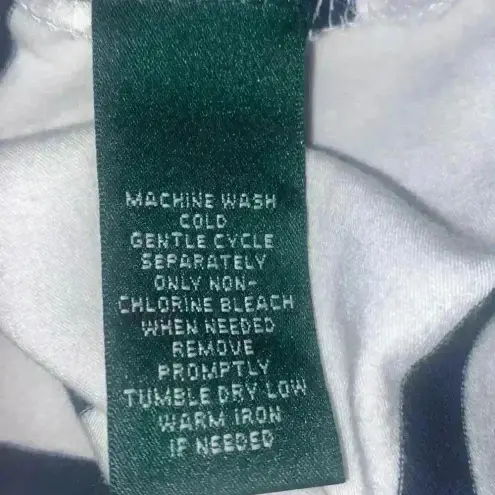 MACHINE WASH
COLD
GENTLE CYCLE
SEPARATELY
ONLY NON-
CHLORINE BLEACH
WHEN NEEDED
REMOVE
PROMPTLY
TUMBLE DRY LOW
WARM IRON
IF NEEDED